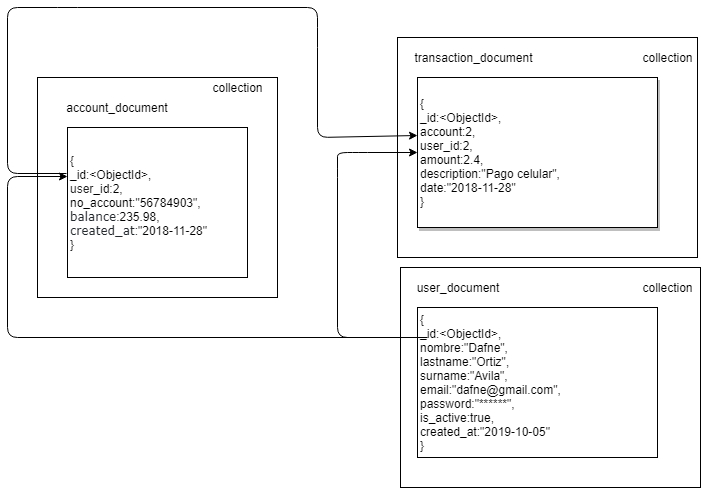 collection
account_document
{
_id:<ObjectId>,
user_id:2,
no_account:"56784903",
balance:235.98,
created_at:"2018-11-28"
}
transaction_document
collection
{
_id:<ObjectId>,
account:2,
user_id:2,
amount:2.4,
description:"Pago celular",
date:"2018-11-28"
}
user_document
collection
{
_id:<ObjectId>,
nombre:"Dafne",
lastname:"Ortiz",
surname:"Avila",
email:"dafne@gmail.com",
password:"******",
is_active:true,
created_at:"2019-10-05"
}